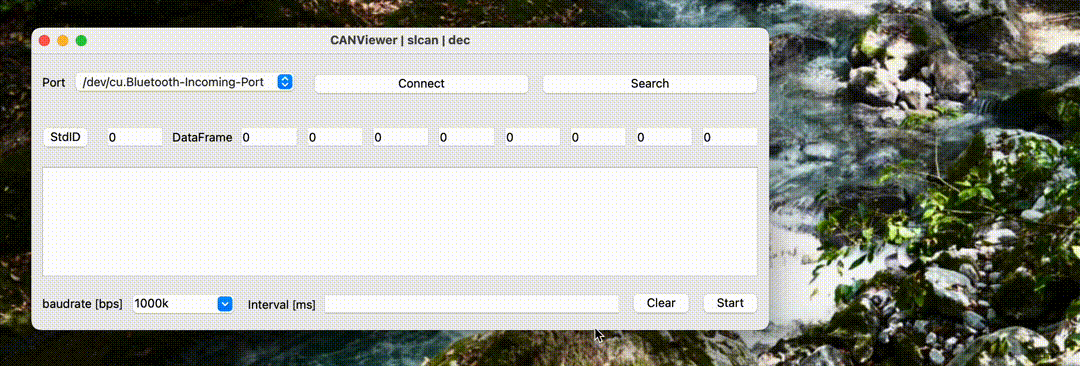 CANViewer | slcan | dec
Port /dev/cu.Bluetooth-Incoming-Port Connect Search
StdID 0 DataFrame 0 0 0 0 0 0 0 0
baudrate [bps] 1000k Interval [ms] Clear Start